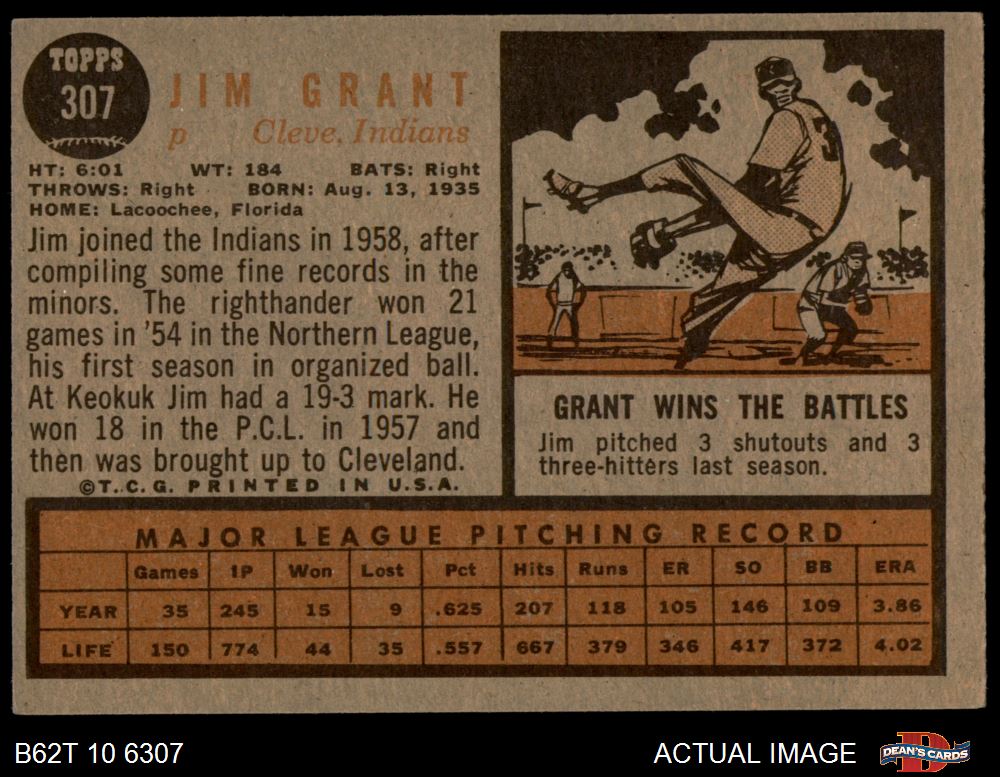 TOPPS
307
JIM GRANT
p Cleve. Indians
HT: 6:01 WT: 184 BATS: Right
THROWS: Right BORN: Aug. 13, 1935
HOME: Lacoochee, Florida
Jim joined the Indians in 1958, after
compiling some fine records in the
minors. The righthander won 21
games in '54 in the Northern League,
his first season in organized ball.
At Keokuk Jim had a 19-3 mark. He
won 18 in the P.C.L. in 1957 and
then was brought up to Cleveland.
©T.C.G. PRINTED IN U.S.A.
GRANT WINS THE BATTLES
Jim pitched 3 shutouts and 3
three-hitters last season.
MAJOR LEAGUE PITCHING RECORD
Games IP Won Lost Pct Hits Runs ER SO BB ERA
YEAR 35 245 15 9 .625 207 118 105 146 109 3.86
LIFE 150 774 44 35 .557 667 379 346 417 372 4.02
B62T 10 6307 ACTUAL IMAGE DEAN'S CARDS